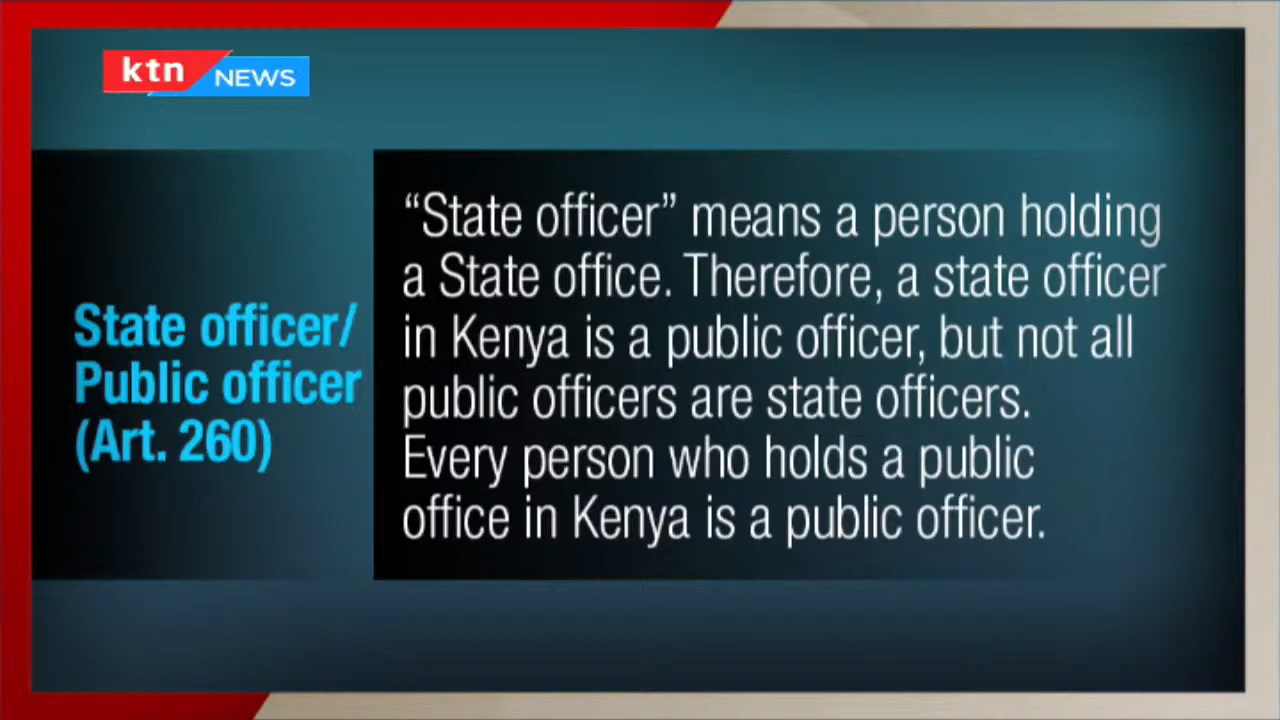 ktn NEWS
State officer/
Public officer
(Art. 260)
“State officer” means a person holding
a State office. Therefore, a state officer
in Kenya is a public officer, but not all
public officers are state officers.
Every person who holds a public
office in Kenya is a public officer.